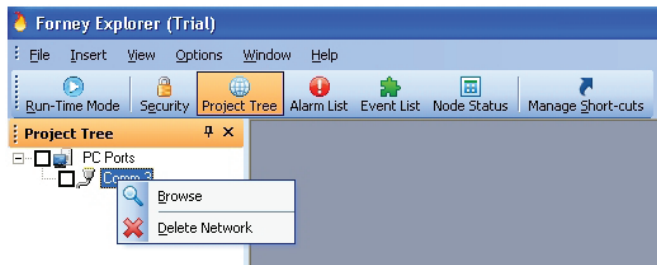 Forney Explorer (Trial)
File Insert View Options Window Help
Run-Time Mode Security Project Tree Alarm List Event List Node Status Manage Short-cuts
Project Tree
PC Ports
Comm 3
Browse
Delete Network